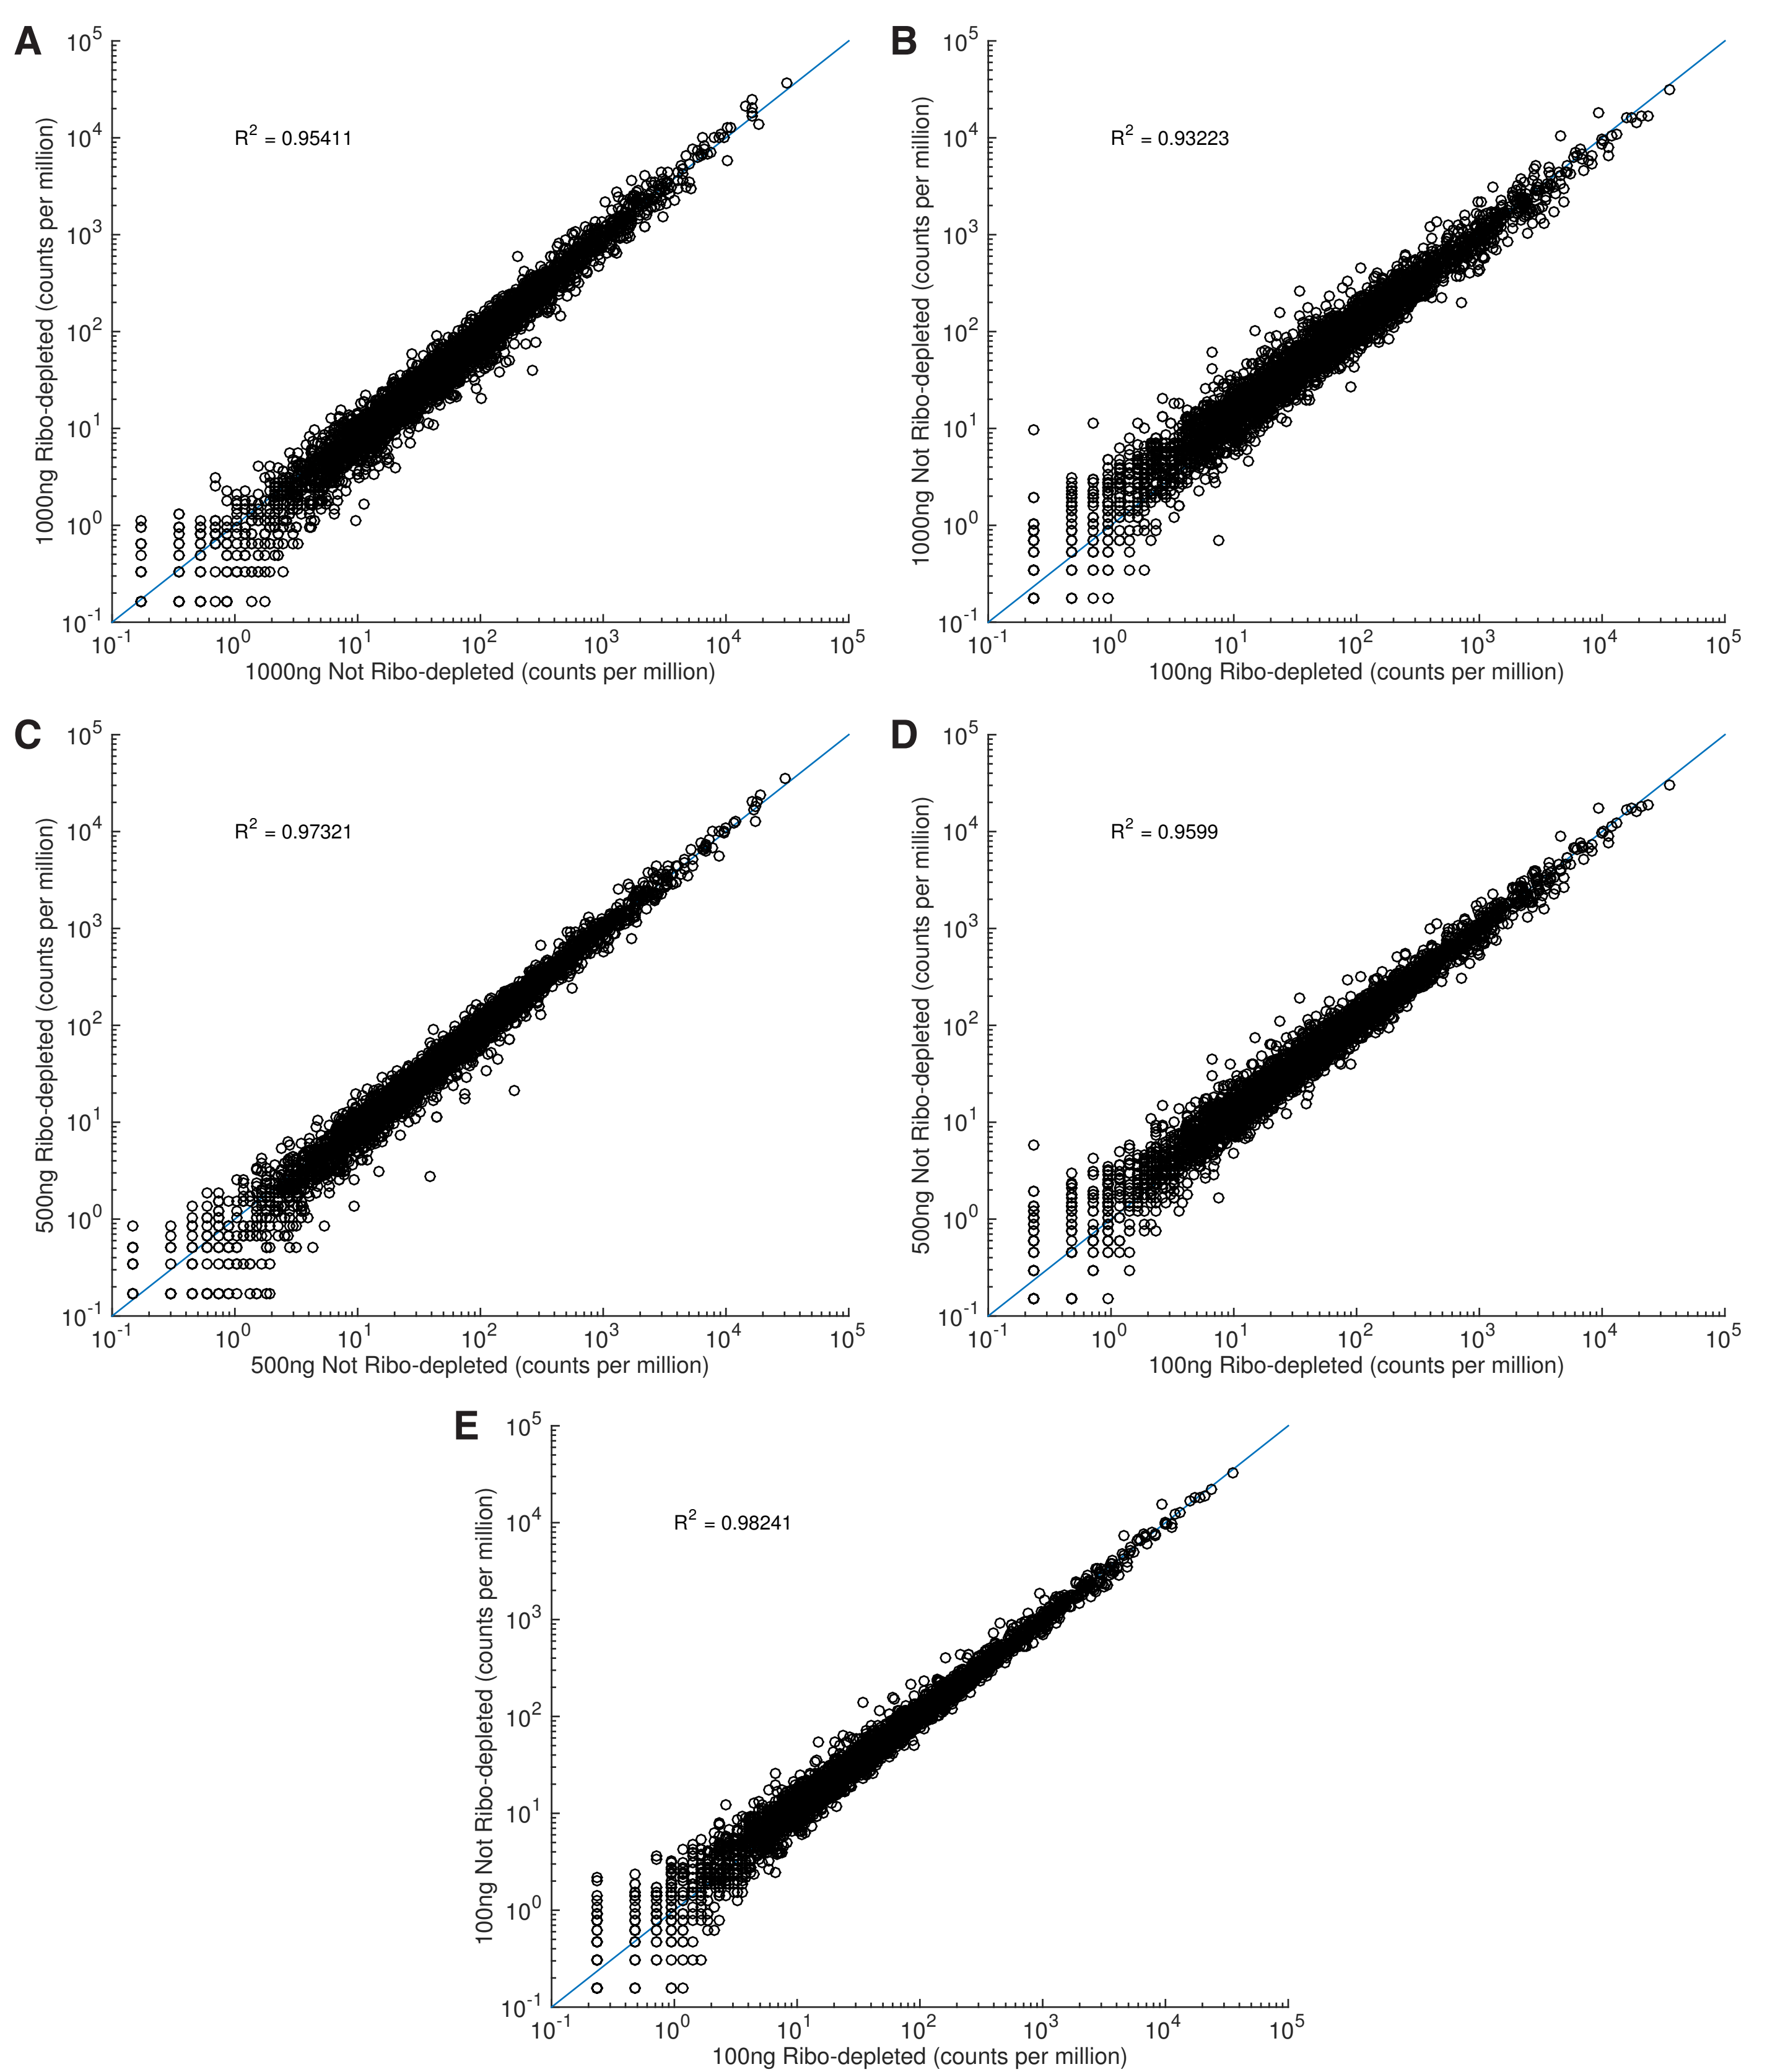 A
10^5
10^4
10^3
10^2
10^1
10^0
10^-1
1000ng Ribo-depleted (counts per million)
R^2 = 0.95411
10^-1 10^0 10^1 10^2 10^3 10^4 10^5
1000ng Not Ribo-depleted (counts per million)
B
10^5
10^4
10^3
10^2
10^1
10^0
10^-1
1000ng Not Ribo-depleted (counts per million)
R^2 = 0.93223
10^-1 10^0 10^1 10^2 10^3 10^4 10^5
100ng Ribo-depleted (counts per million)
C
10^5
10^4
10^3
10^2
10^1
10^0
10^-1
500ng Ribo-depleted (counts per million)
R^2 = 0.97321
10^-1 10^0 10^1 10^2 10^3 10^4 10^5
500ng Not Ribo-depleted (counts per million)
D
10^5
10^4
10^3
10^2
10^1
10^0
10^-1
500ng Not Ribo-depleted (counts per million)
R^2 = 0.9599
10^-1 10^0 10^1 10^2 10^3 10^4 10^5
100ng Ribo-depleted (counts per million)
E
10^5
10^4
10^3
10^2
10^1
10^0
10^-1
100ng Not Ribo-depleted (counts per million)
R^2 = 0.98241
10^-1 10^0 10^1 10^2 10^3 10^4 10^5
100ng Ribo-depleted (counts per million)